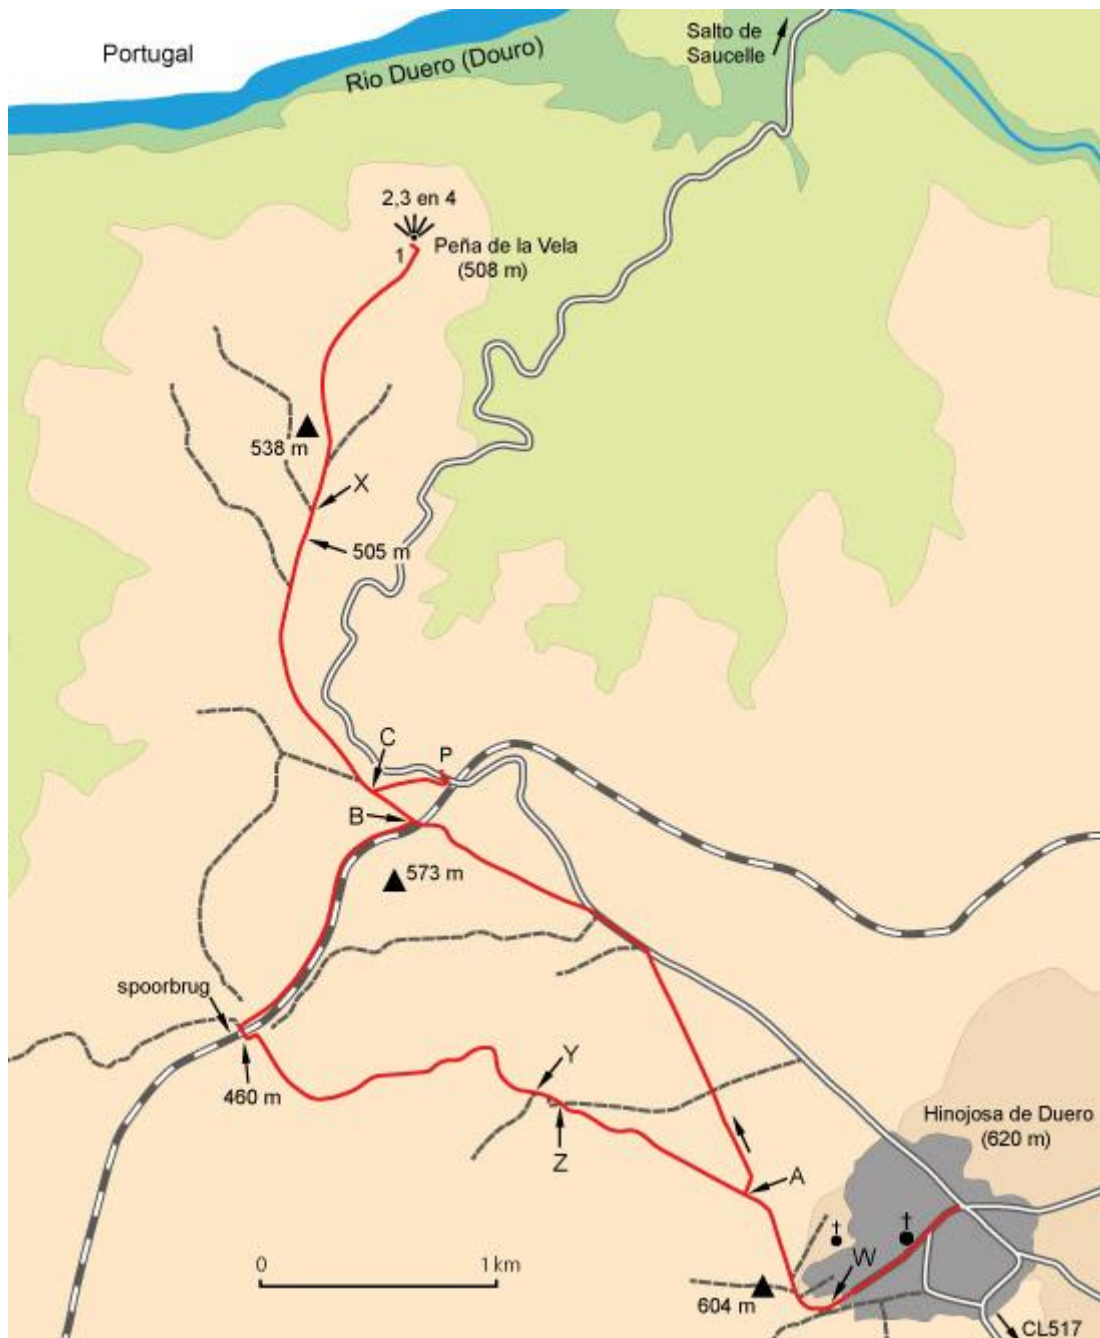 Portugal
Rio Duero (Douro)
Salto de
Saucelle
2,3 en 4
1
Peña de la Vela
(508 m)
538 m
X
505 m
C
P
B
573 m
spoorbrug
460 m
Y
Z
A
Hinojosa de Duero
(620 m)
W
604 m
CL517
0
1 km